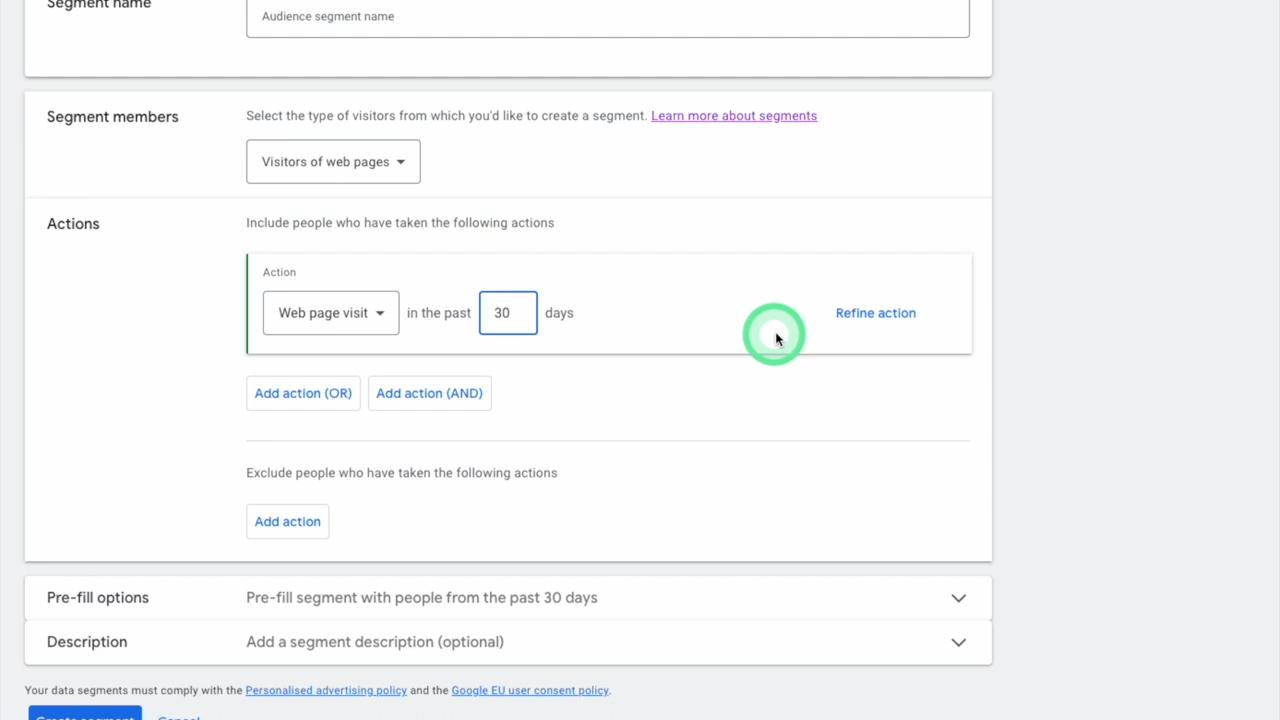 Segment name
Audience segment name
Segment members
Select the type of visitors from which you'd like to create a segment. Learn more about segments
Visitors of web pages
Actions
Include people who have taken the following actions
Action
Web page visit in the past 30 days Refine action
Add action (OR) Add action (AND)
Exclude people who have taken the following actions
Add action
Pre-fill options Pre-fill segment with people from the past 30 days
Description Add a segment description (optional)
Your data segments must comply with the Personalised advertising policy and the Google EU user consent policy.
Create segment Cancel